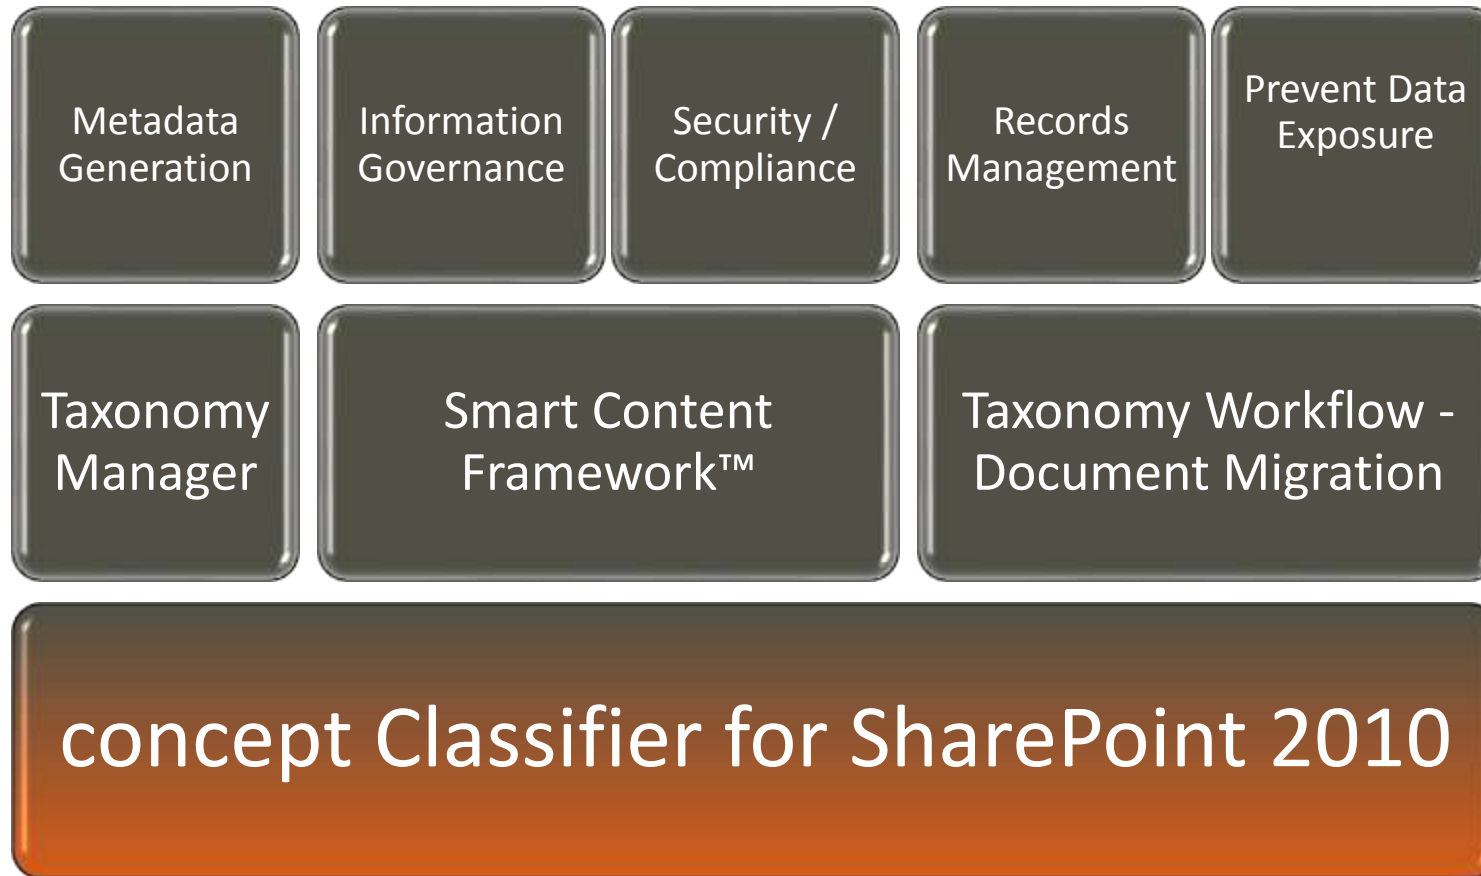 Metadata
Generation
Information
Governance
Security /
Compliance
Records
Management
Prevent Data
Exposure
Taxonomy
Manager
Smart Content
Framework™
Taxonomy Workflow -
Document Migration
concept Classifier for SharePoint 2010